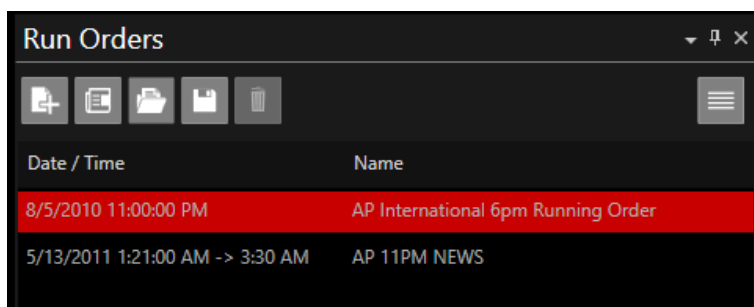 Run Orders
Date / Time Name
8/5/2010 11:00:00 PM AP International 6pm Running Order
5/13/2011 1:21:00 AM -> 3:30 AM AP 11PM NEWS